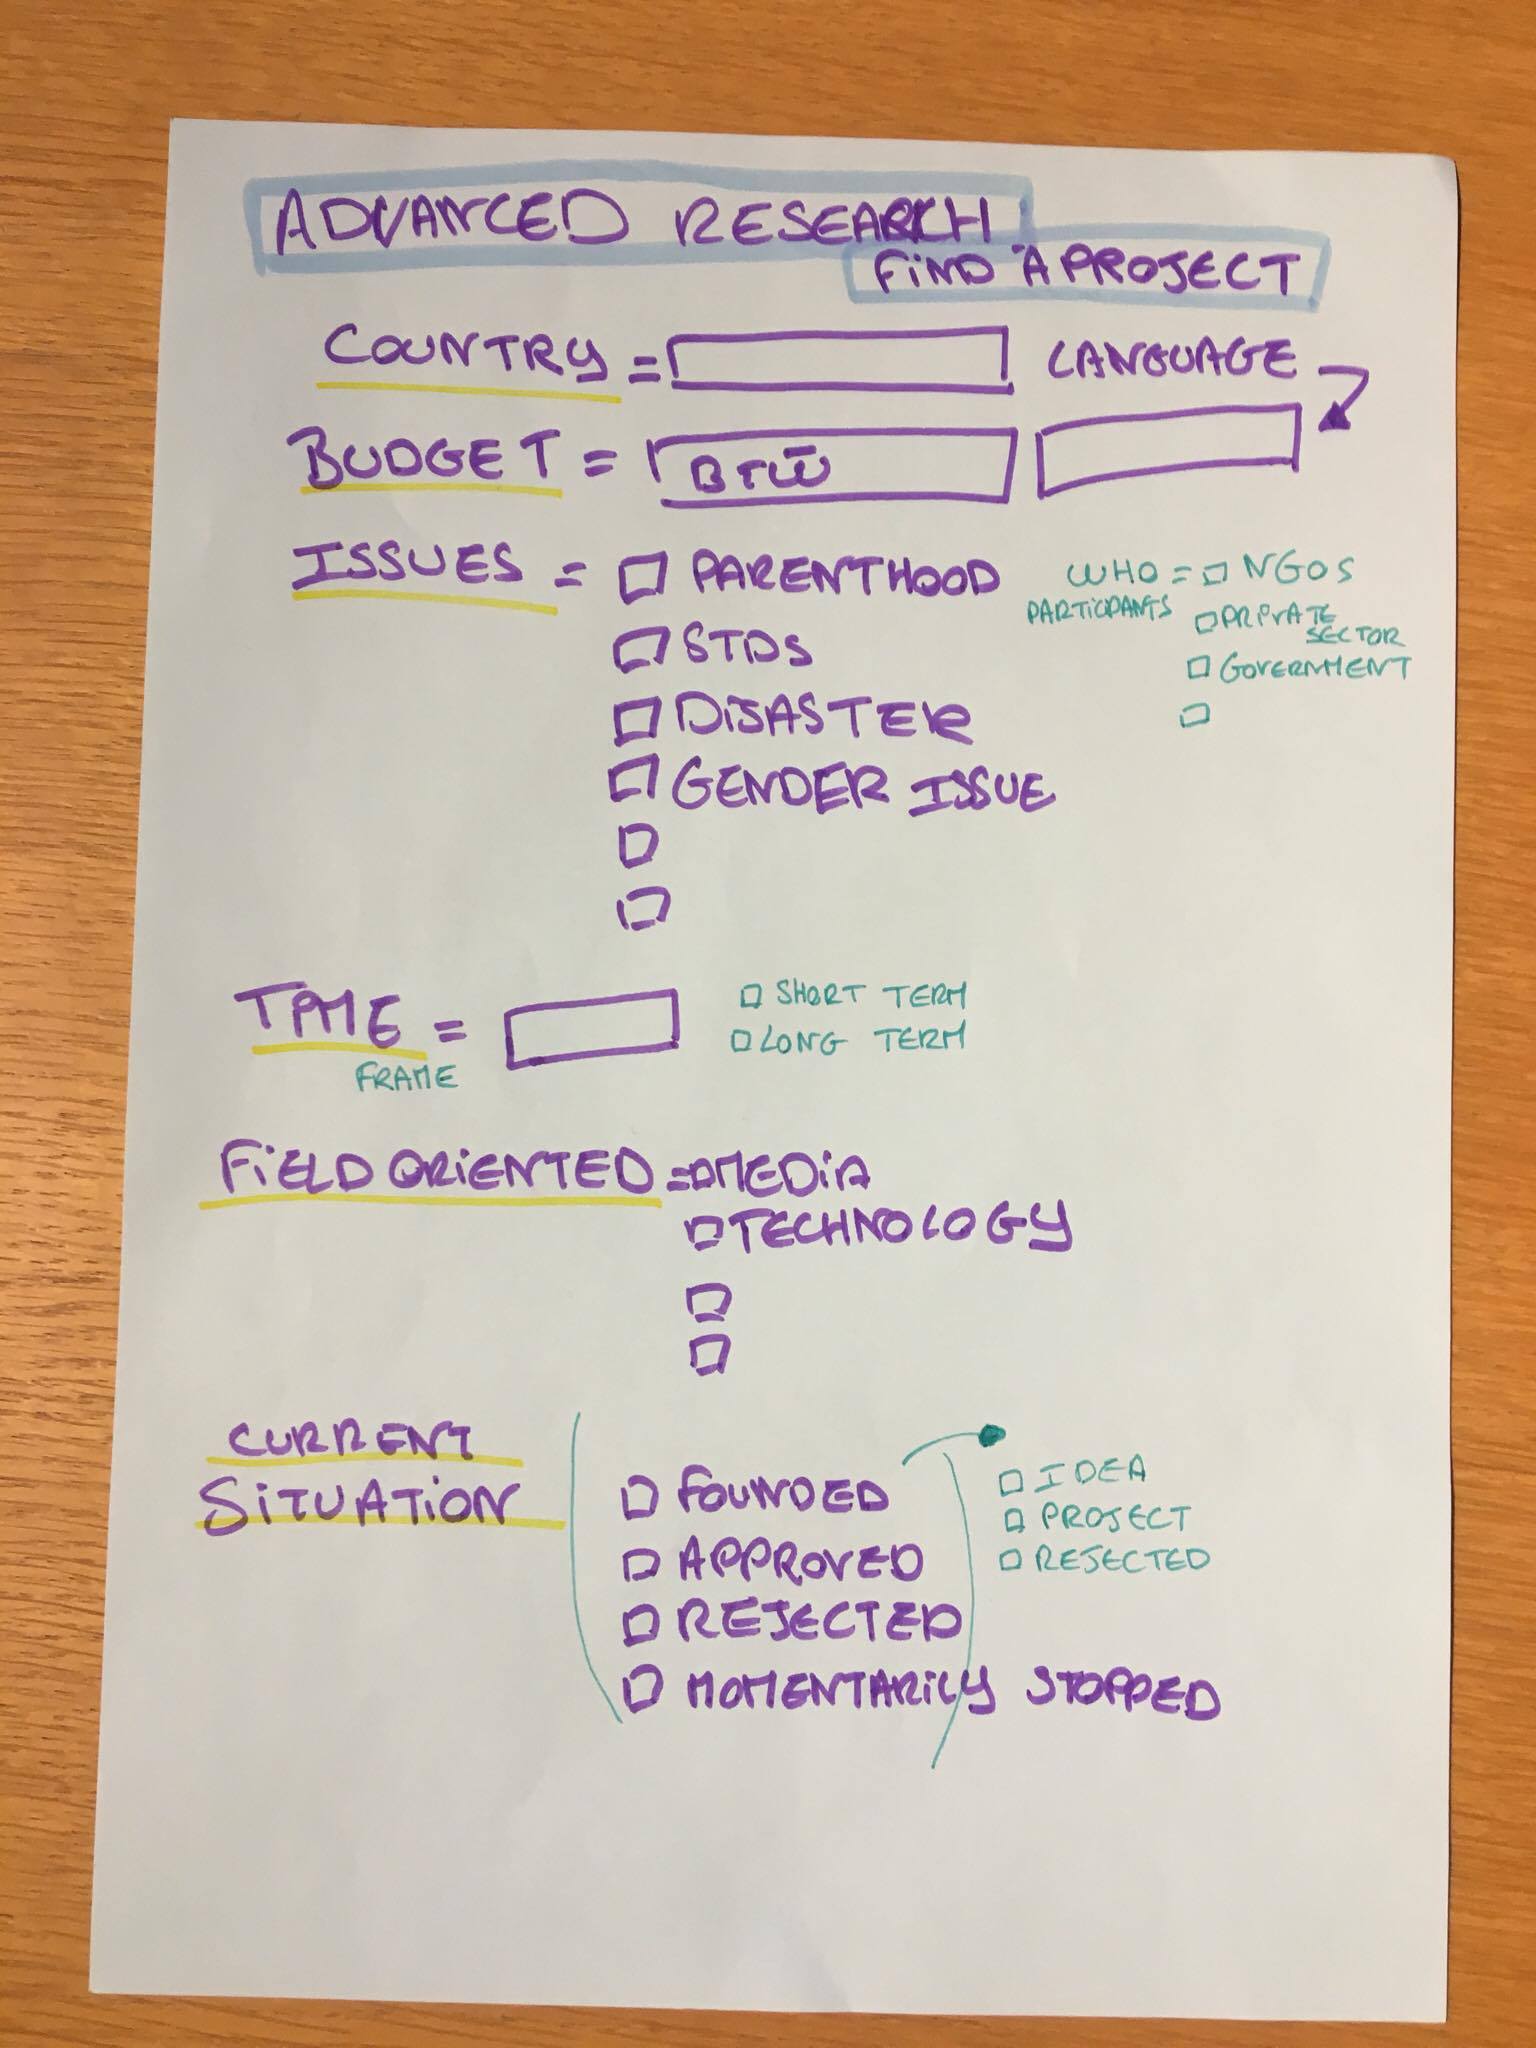 ADVANCED RESEARCH
FIND A PROJECT
COUNTRY =
LANGUAGE
BUDGET = BTW
ISSUES = PARENTHOOD
STDS
DISASTER
GENDER ISSUE
WHO = NGOS
PARTICIPANTS
PRIVATE
SECTOR
GOVERNMENT
TIME =
FRAME
SHORT TERM
LONG TERM
FIELD ORIENTED = MEDIA
TECHNOLOGY
CURRENT
SITUATION
FOUNDED
APPROVED
REJECTED
MOMENTARILY STOPPED
IDEA
PROJECT
REJECTED